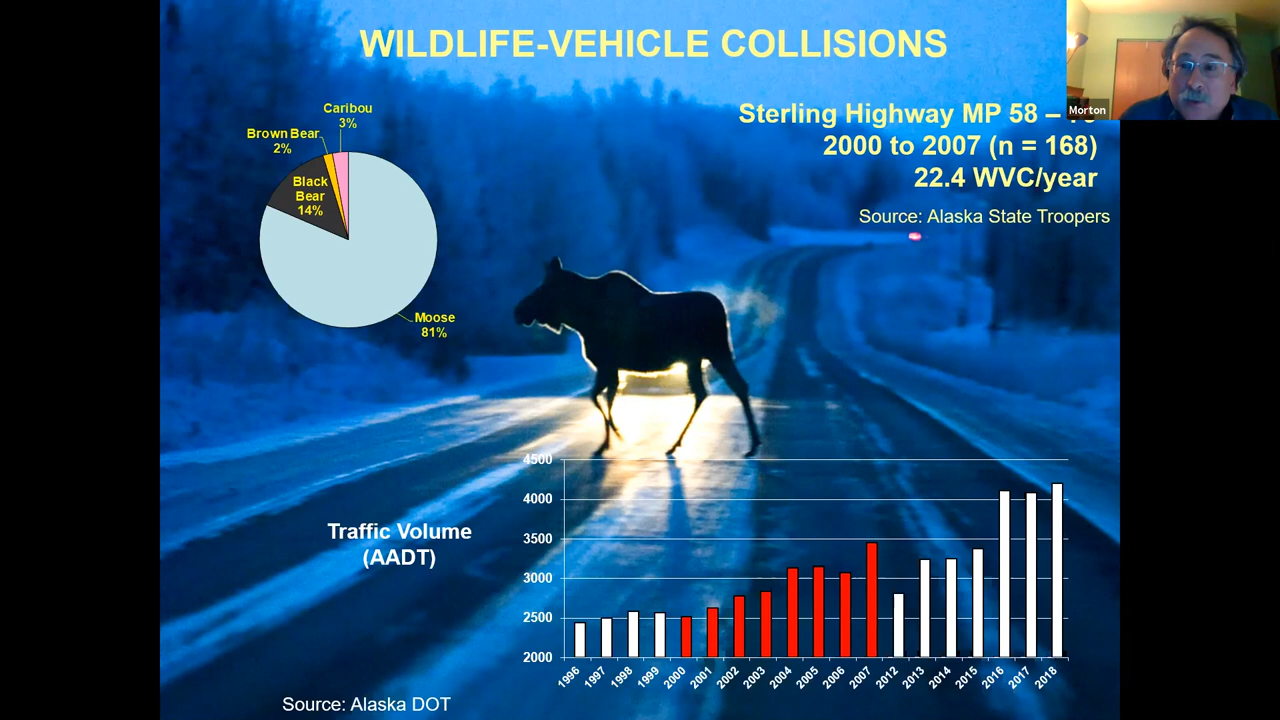 WILDLIFE-VEHICLE COLLISIONS
Morton
Sterling Highway MP 58 –
2000 to 2007 (n = 168)
22.4 WVC/year
Source: Alaska State Troopers
Caribou
3%
Brown Bear
2%
Black
Bear
14%
Moose
81%
Traffic Volume
(AADT)
4500
4000
3500
3000
2500
2000
1996 1997 1998 1999 2000 2001 2002 2003 2004 2005 2006 2007 2012 2013 2014 2015 2016 2017 2018
Source: Alaska DOT